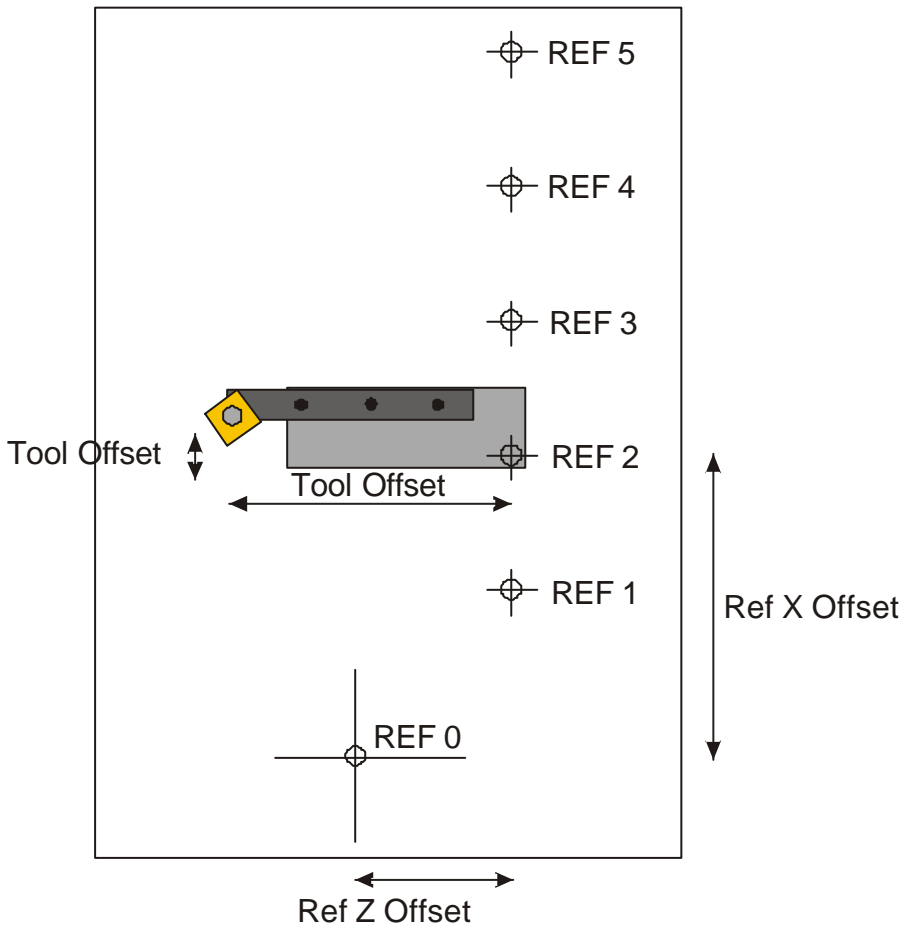 REF 5
REF 4
REF 3
Tool Offset
REF 2
Tool Offset
REF 1
Ref X Offset
REF 0
Ref Z Offset